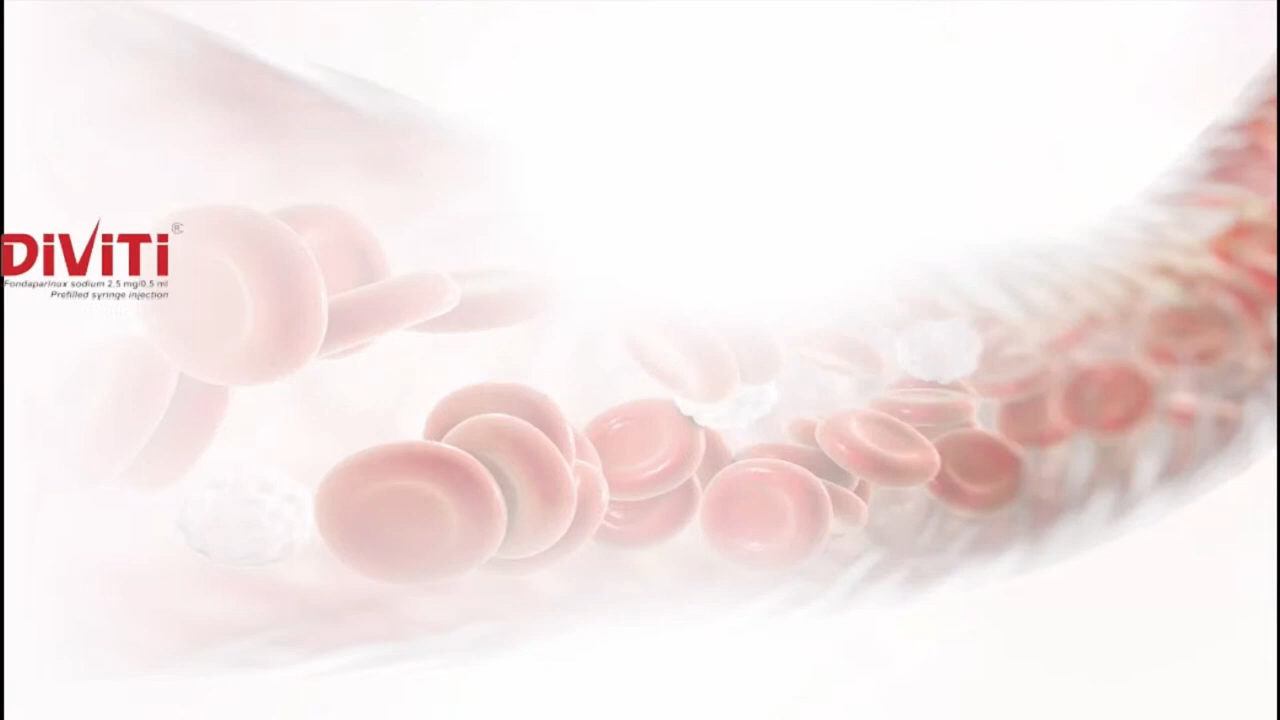 DiViTi®
Fondaparinux sodium 2.5 mg/0.5 ml
Prefilled syringe injection